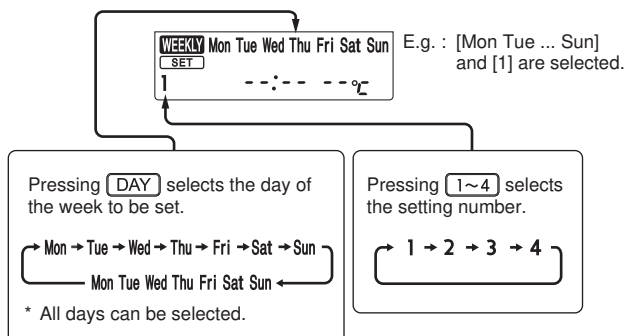 WEEKLY Mon Tue Wed Thu Fri Sat Sun
SET
1 --:-- --°C
E.g. : [Mon Tue ... Sun]
and [1] are selected.
Pressing DAY selects the day of
the week to be set.
Mon → Tue → Wed → Thu → Fri → Sat → Sun
Mon Tue Wed Thu Fri Sat Sun
* All days can be selected.
Pressing 1~4 selects
the setting number.
1 → 2 → 3 → 4